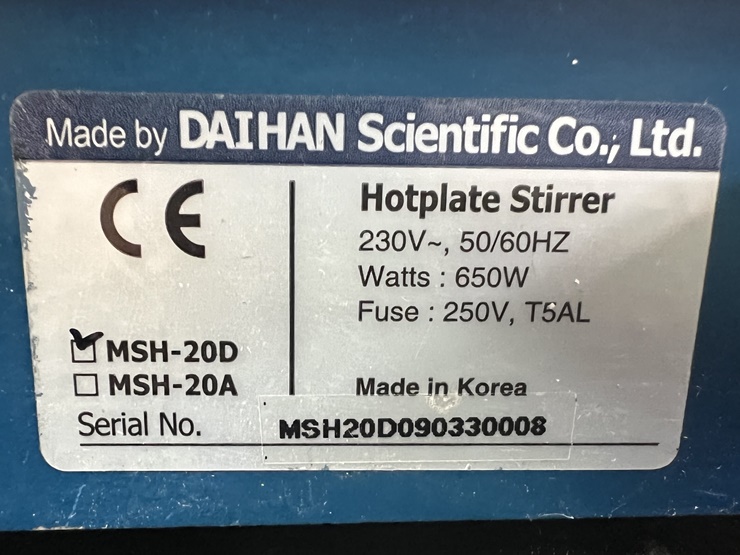 Made by DAIHAN Scientific Co., Ltd.
CE
Hotplate Stirrer
230V~, 50/60HZ
Watts : 650W
Fuse : 250V, T5AL
MSH-20D
MSH-20A
Made in Korea
Serial No. MSH20D090330008